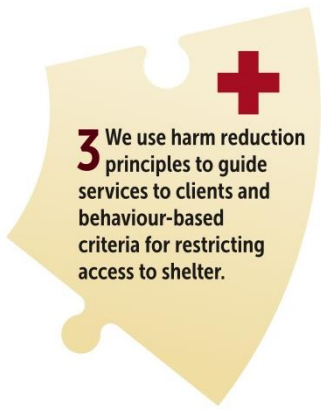 3 We use harm reduction
principles to guide
services to clients and
behaviour-based
criteria for restricting
access to shelter.